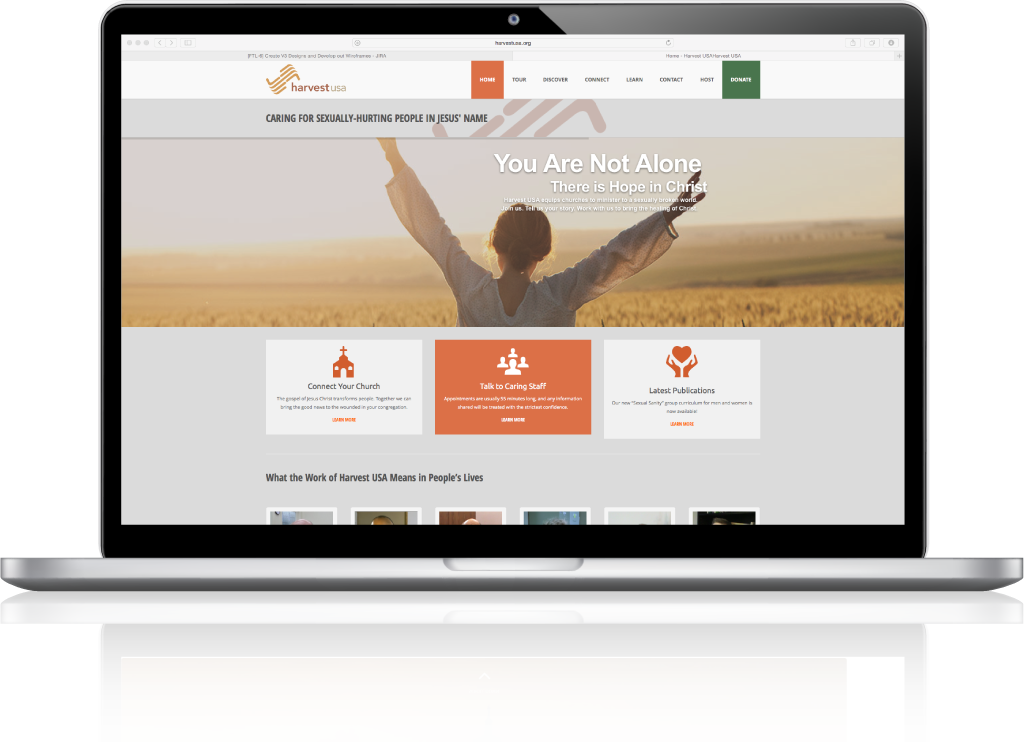 harvestusa.org
IFTL-8] Create V3 Designs and Develop out Wireframes - JIRA
Home - Harvest USAHarvest USA
harvest usa
HOME
TOUR
DISCOVER
CONNECT
LEARN
CONTACT
HOST
DONATE
CARING FOR SEXUALLY-HURTING PEOPLE IN JESUS' NAME
You Are Not Alone
There is Hope in Christ
Harvest USA equips churches to minister to a sexually broken world.
Join us. Tell us your story. Work with us to bring the healing of Christ.
Connect Your Church
The gospel of Jesus Christ transforms people. Together we can
bring the good news to the wounded in your congregation.
LEARN MORE
Talk to Caring Staff
Appointments are usually 55 minutes long, and any information
shared will be treated with the strictest confidence.
LEARN MORE
Latest Publications
Our new "Sexual Sanity" group curriculum for men and women is
now available!
LEARN MORE
What the Work of Harvest USA Means in People's Lives